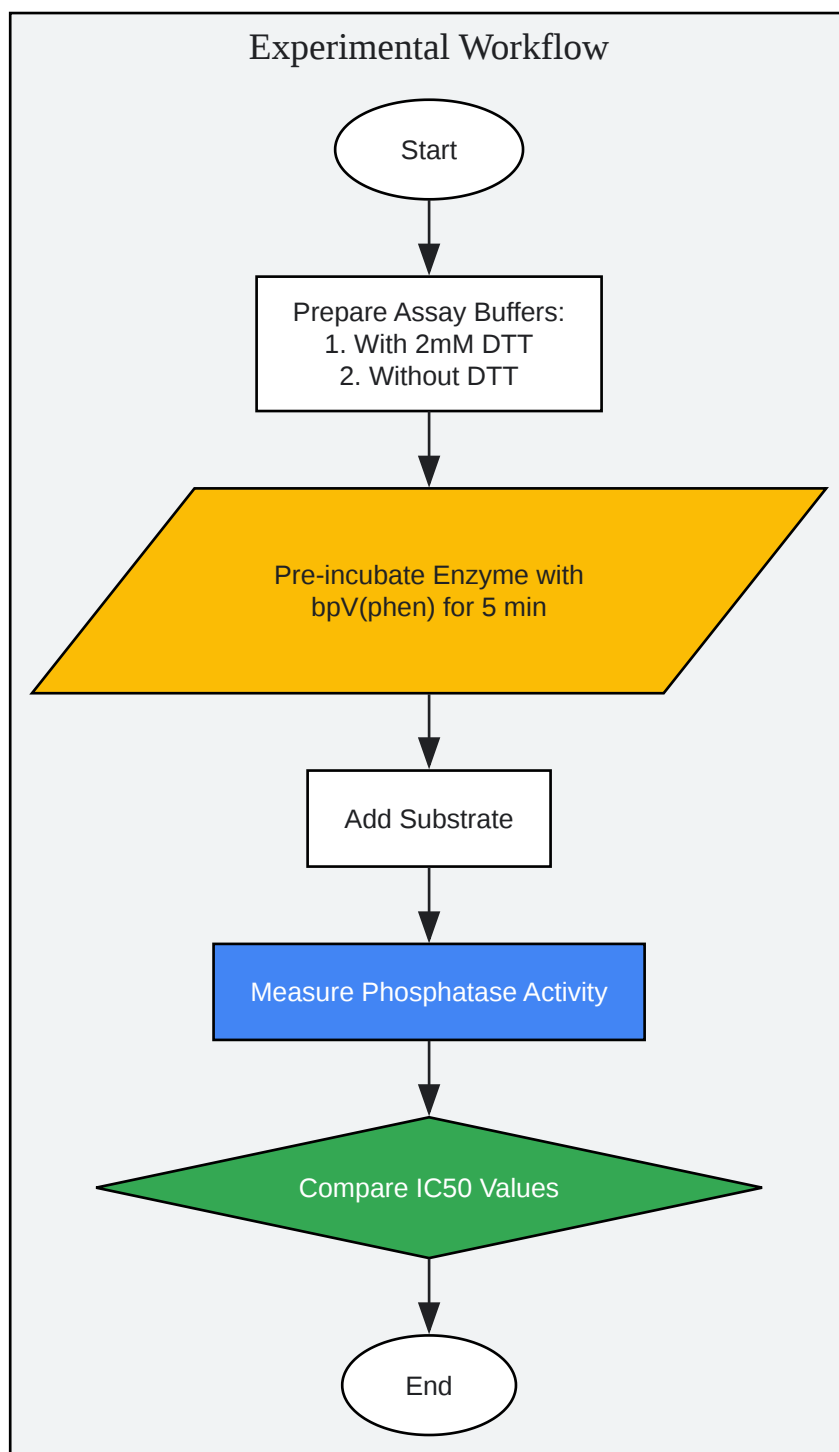 Experimental Workflow
Start
Prepare Assay Buffers:
1. With 2mM DTT
2. Without DTT
Pre-incubate Enzyme with
bpV(phen) for 5 min
Add Substrate
Measure Phosphatase Activity
Compare IC50 Values
End